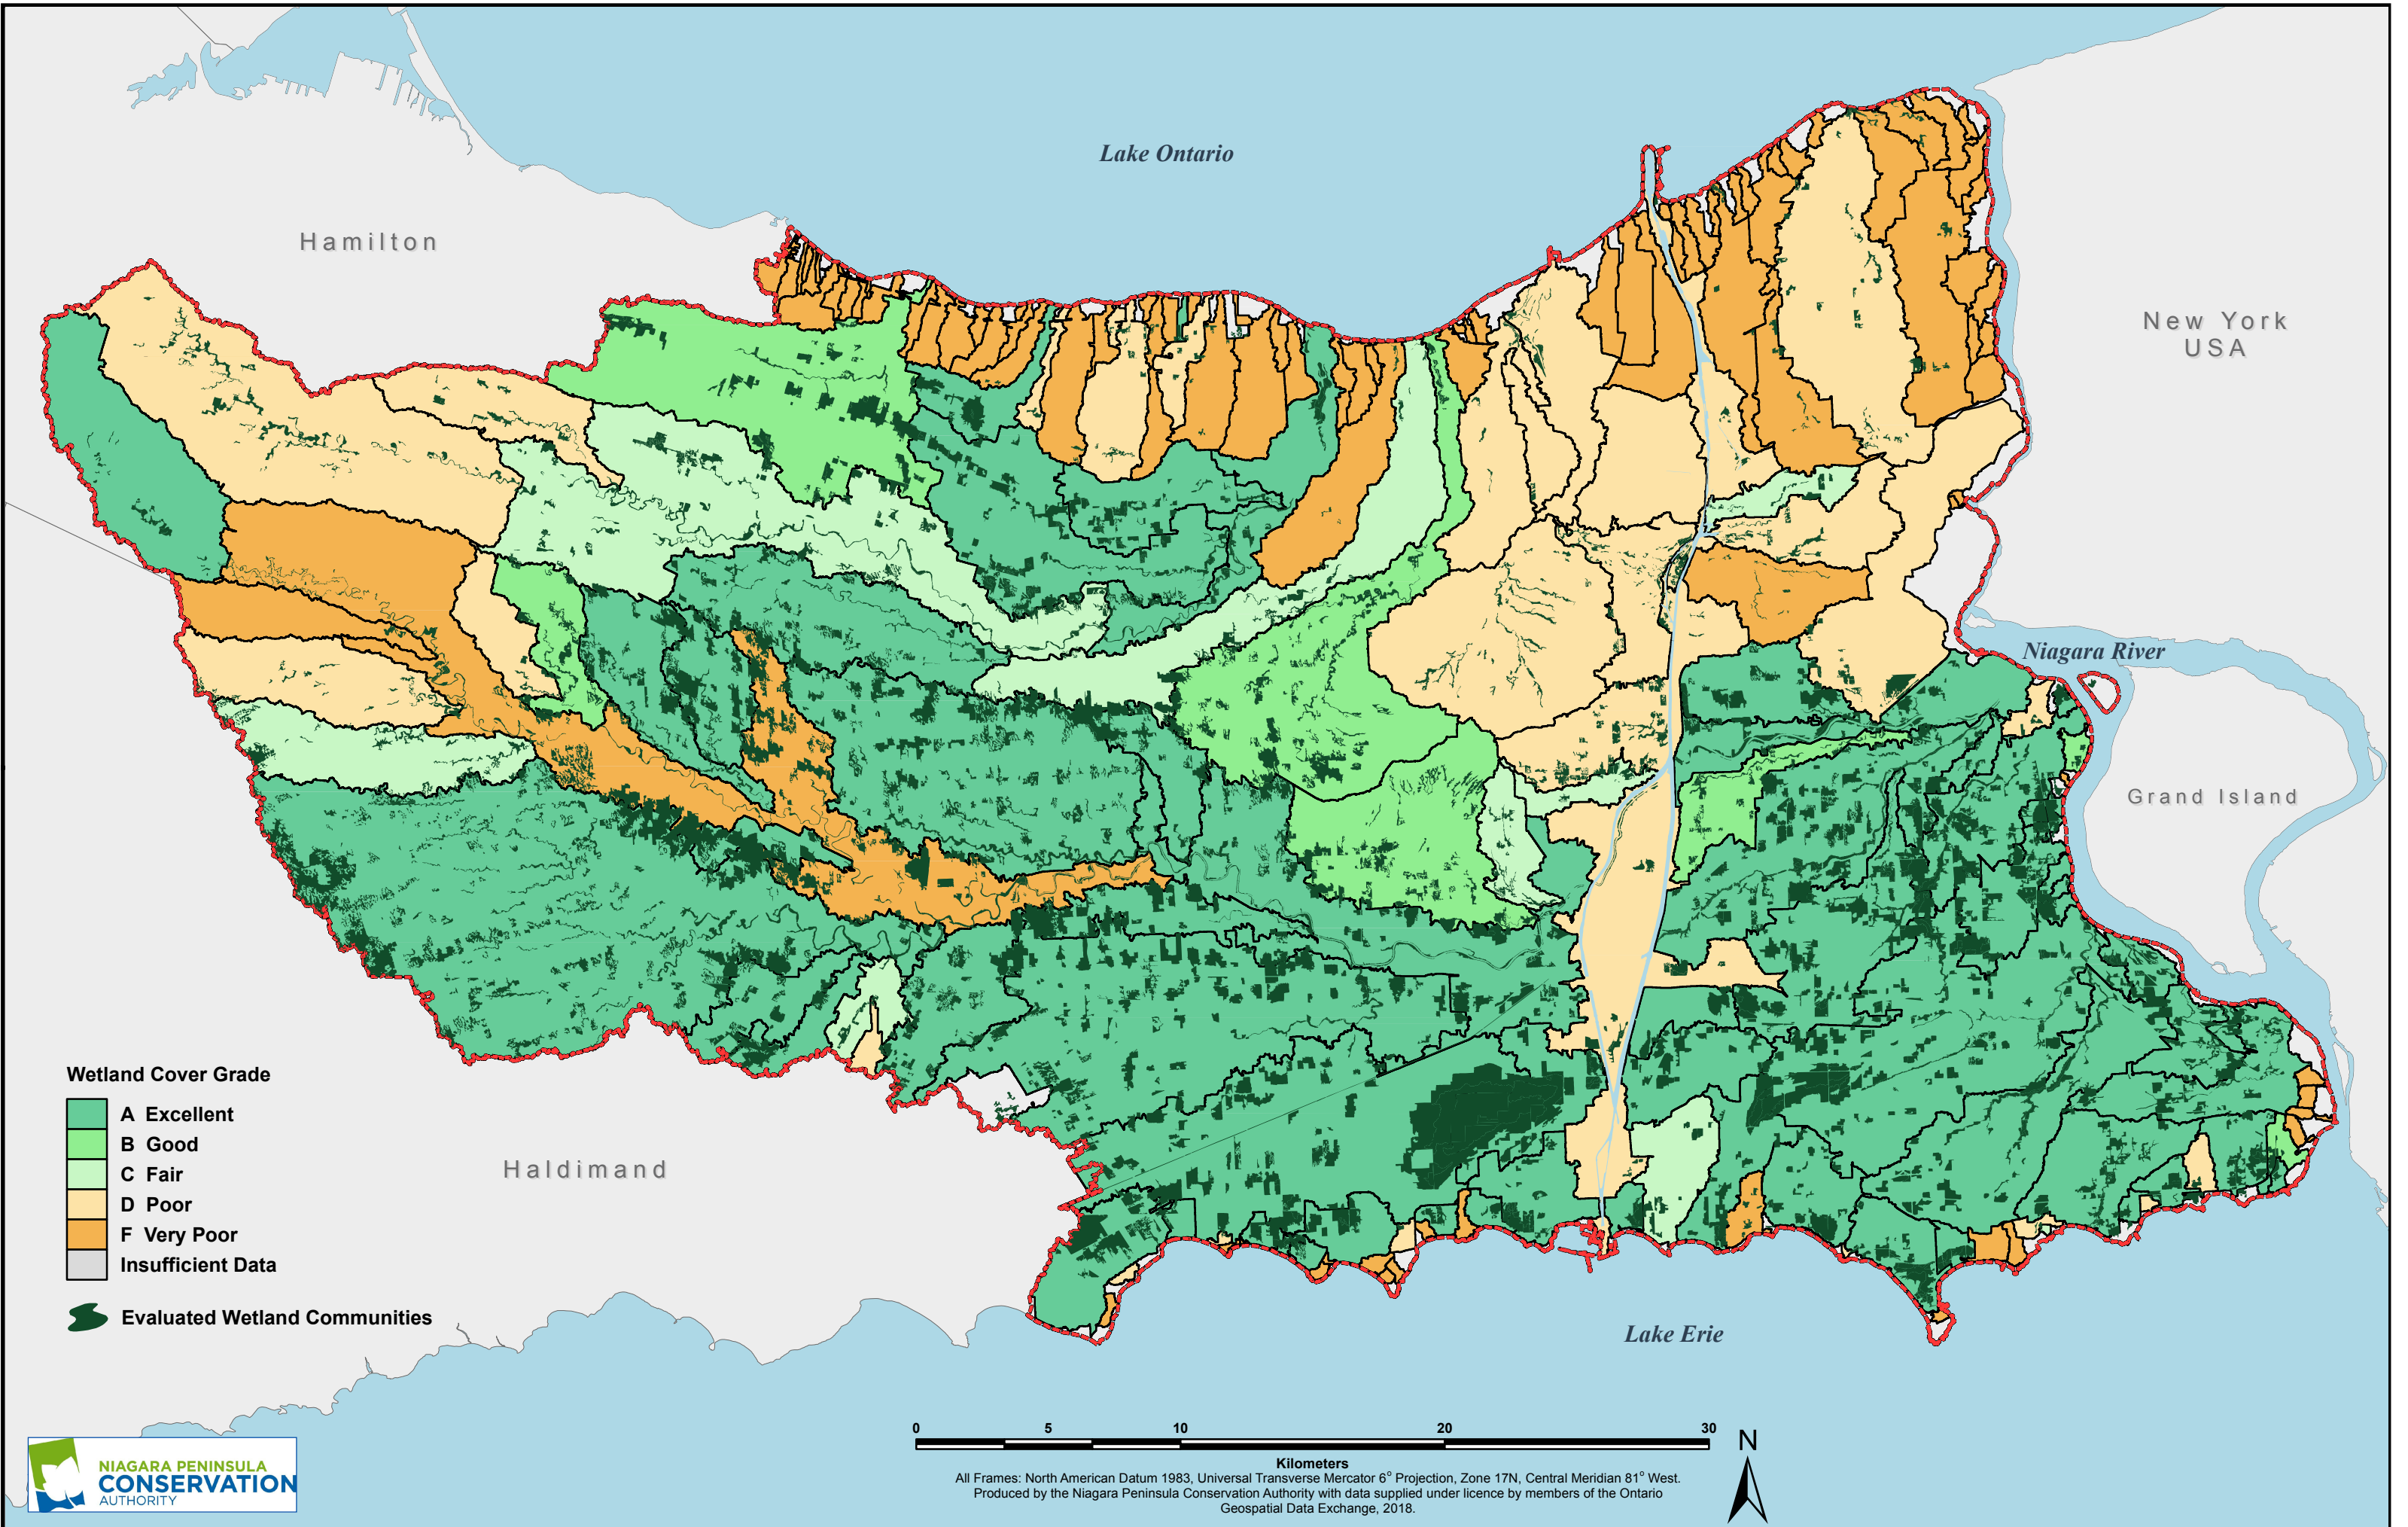 Lake Ontario
Hamilton
New York
USA
Niagara River
Grand Island
Wetland Cover Grade
A Excellent
B Good
C Fair
D Poor
F Very Poor
Insufficient Data
Evaluated Wetland Communities
Haldimand
Lake Erie
0 5 10 20 30
Kilometers
N
All Frames: North American Datum 1983, Universal Transverse Mercator 6° Projection, Zone 17N, Central Meridian 81° West.
Produced by the Niagara Peninsula Conservation Authority with data supplied under licence by members of the Ontario
Geospatial Data Exchange, 2018.
NIAGARA PENINSULA
CONSERVATION
AUTHORITY